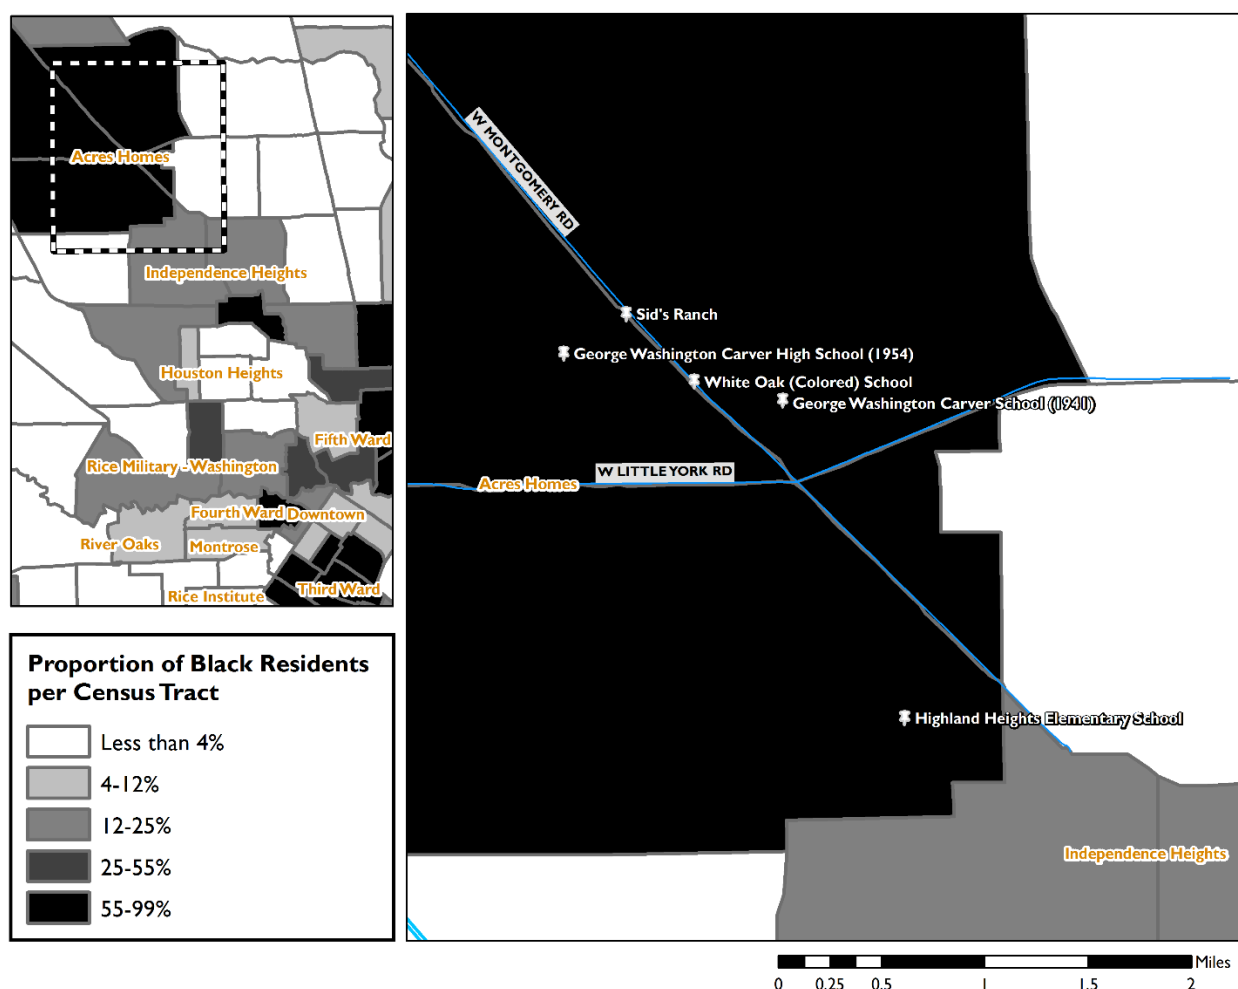 Acres Homes
Independence Heights
Houston Heights
Fifth Ward
Rice Military - Washington
Fourth Ward
Downtown
River Oaks
Montrose
Rice Institute
Third Ward
Proportion of Black Residents
per Census Tract
Less than 4%
4-12%
12-25%
25-55%
55-99%
W MONTGOMERY RD
Sid's Ranch
George Washington Carver High School (1954)
White Oak (Colored) School
George Washington Carver School (1941)
W LITTLE YORK RD
Acres Homes
Highland Heights Elementary School
Independence Heights
Miles
0 0.25 0.5 1 1.5 2